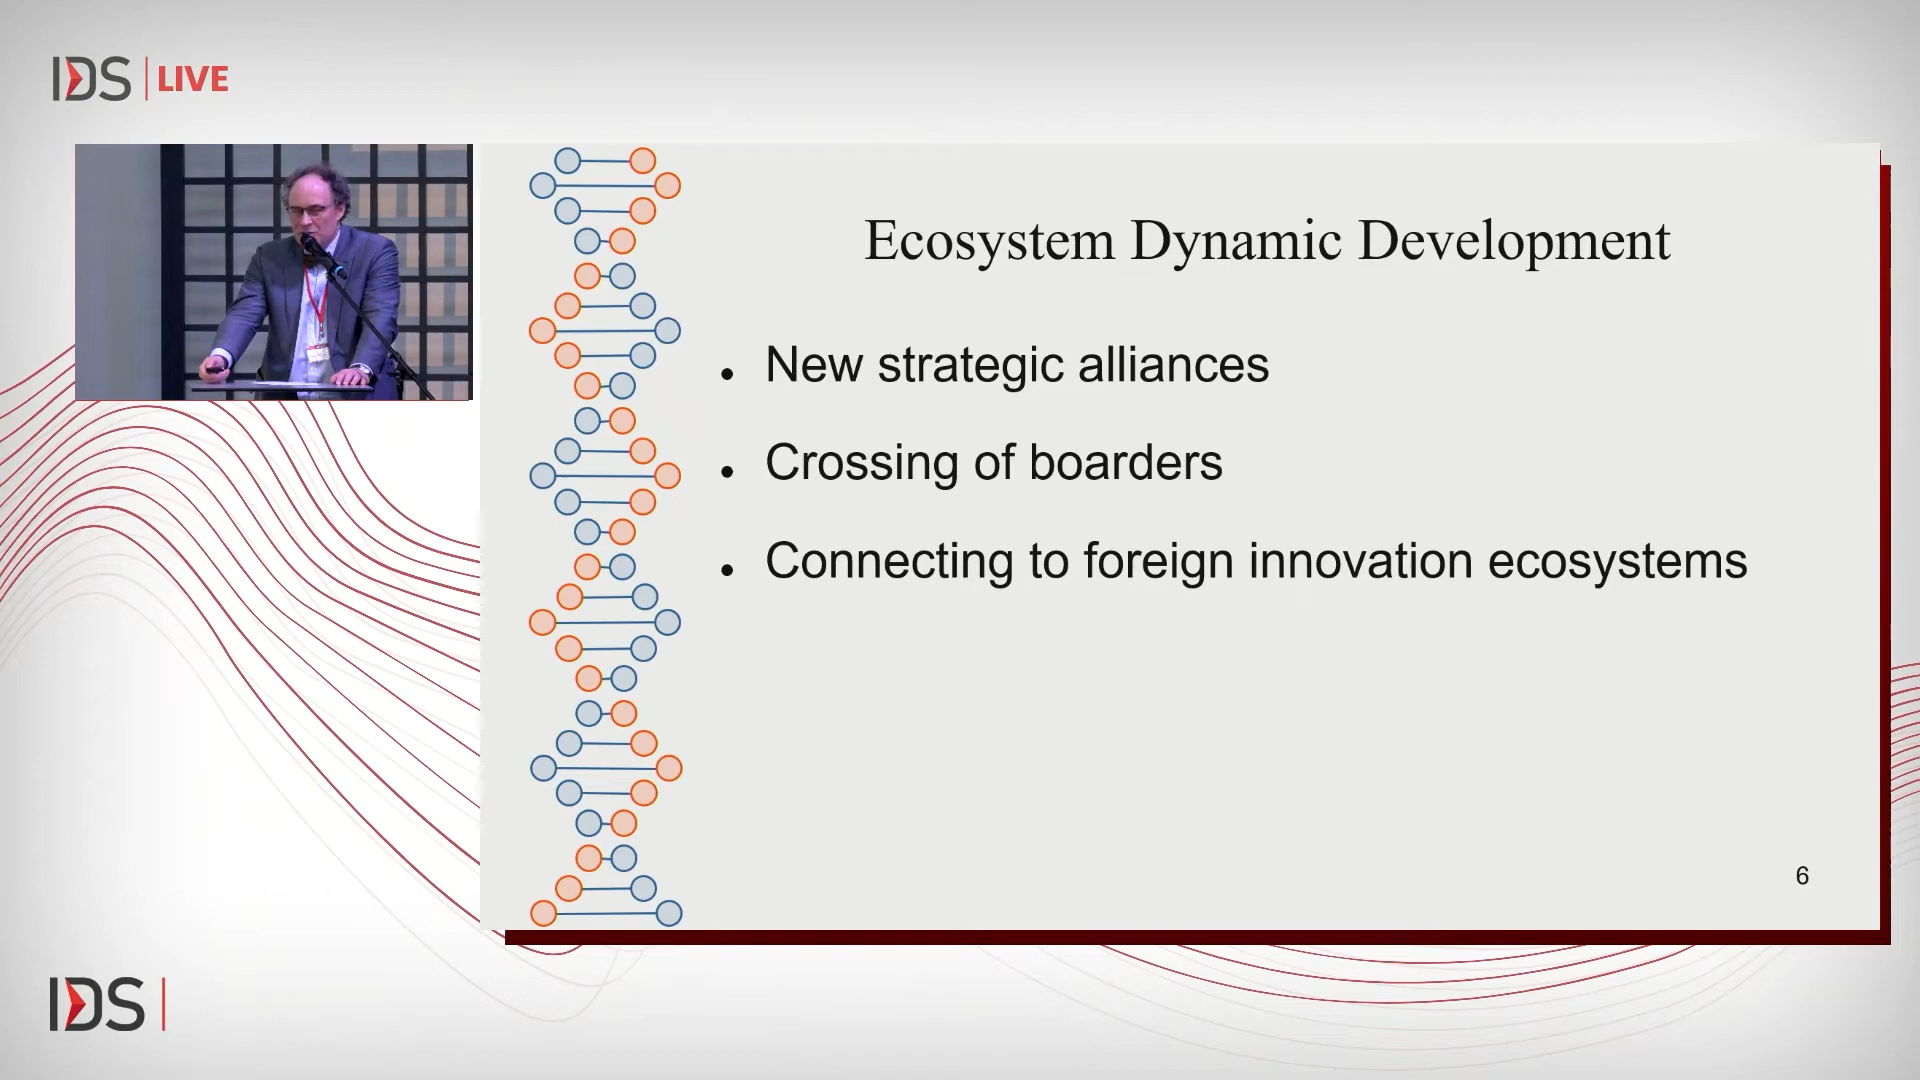 IDS | LIVE
Ecosystem Dynamic Development
• New strategic alliances
• Crossing of boarders
• Connecting to foreign innovation ecosystems
6
IDS |